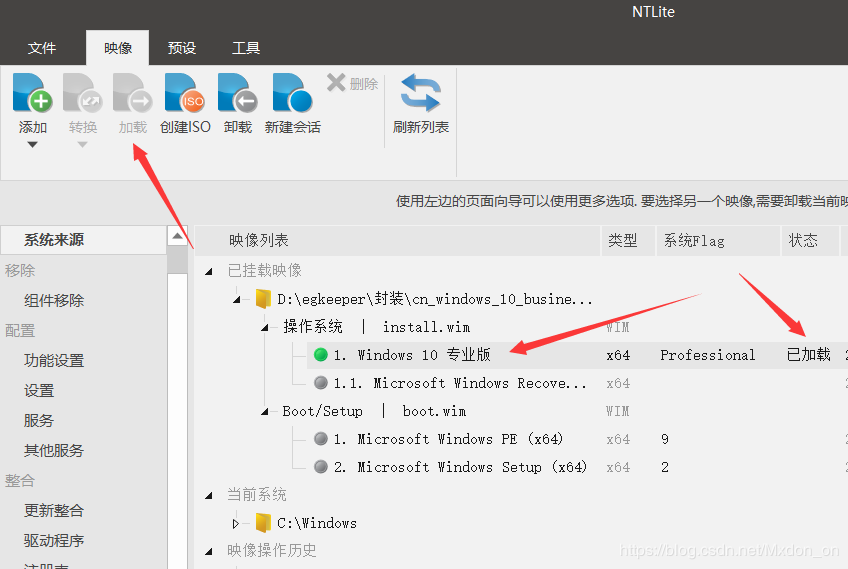 NTLite
文件 映像 预设 工具
添加 转换 加载 创建ISO 卸载 新建会话 删除 刷新列表
ISO
使用左边的页面向导可以使用更多选项. 要选择另一个映像,需要卸载当前映
系统来源
移除
组件移除
配置
功能设置
设置
服务
其他服务
整合
更新整合
驱动程序
注册表
映像列表 类型 系统Flag 状态
已挂载映像
D:\egkeeper\封装\cn_windows_10_busine...
操作系统 | install.wim WIM
1. Windows 10 专业版 x64 Professional 已加载 2
1.1. Microsoft Windows Recove... x64 2
Boot/Setup | boot.wim WIM
1. Microsoft Windows PE (x64) x64 9 2
2. Microsoft Windows Setup (x64) x64 2 2
当前系统
C:\Windows
映像操作历史
https://blog.csdn.net/Mxdon_on